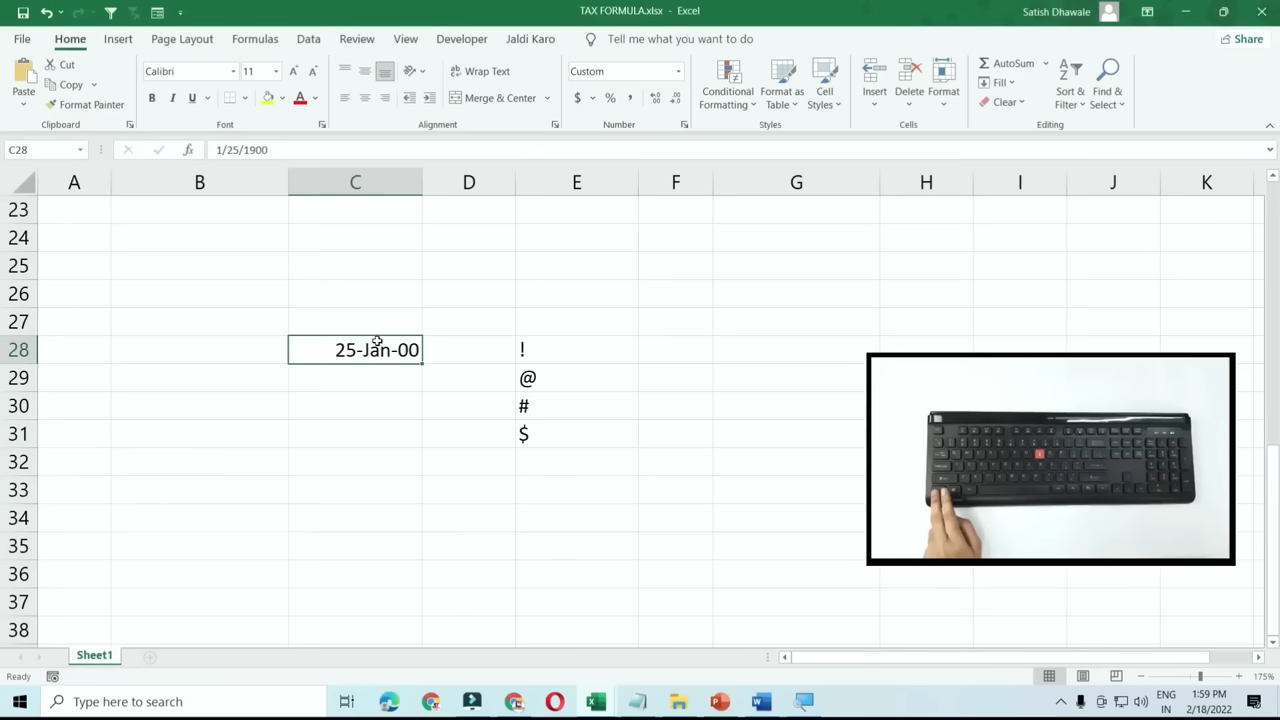 TAX FORMULA.xlsx - Excel
Satish Dhawale
File Home Insert Page Layout Formulas Data Review View Developer Jaldi Karo Tell me what you want to do Share
Cut
Copy
Format Painter
Paste
Clipboard
Calibri 11
B I U
A A
A
Font
Wrap Text
Merge & Center
Alignment
Custom
$ % ,
Number
Conditional Formatting
Format as Table
Cell Styles
Styles
Insert
Delete
Format
Cells
AutoSum
Fill
Clear
Sort & Filter
Find & Select
Editing
C28 fx 1/25/1900
A B C D E F G H I J K
23
24
25
26
27
28 25-Jan-00 !
29 @
30 #
31 $
32
33
34
35
36
37
38
Sheet1
Ready 175%
Type here to search
ENG
IN
1:59 PM
2/18/2022